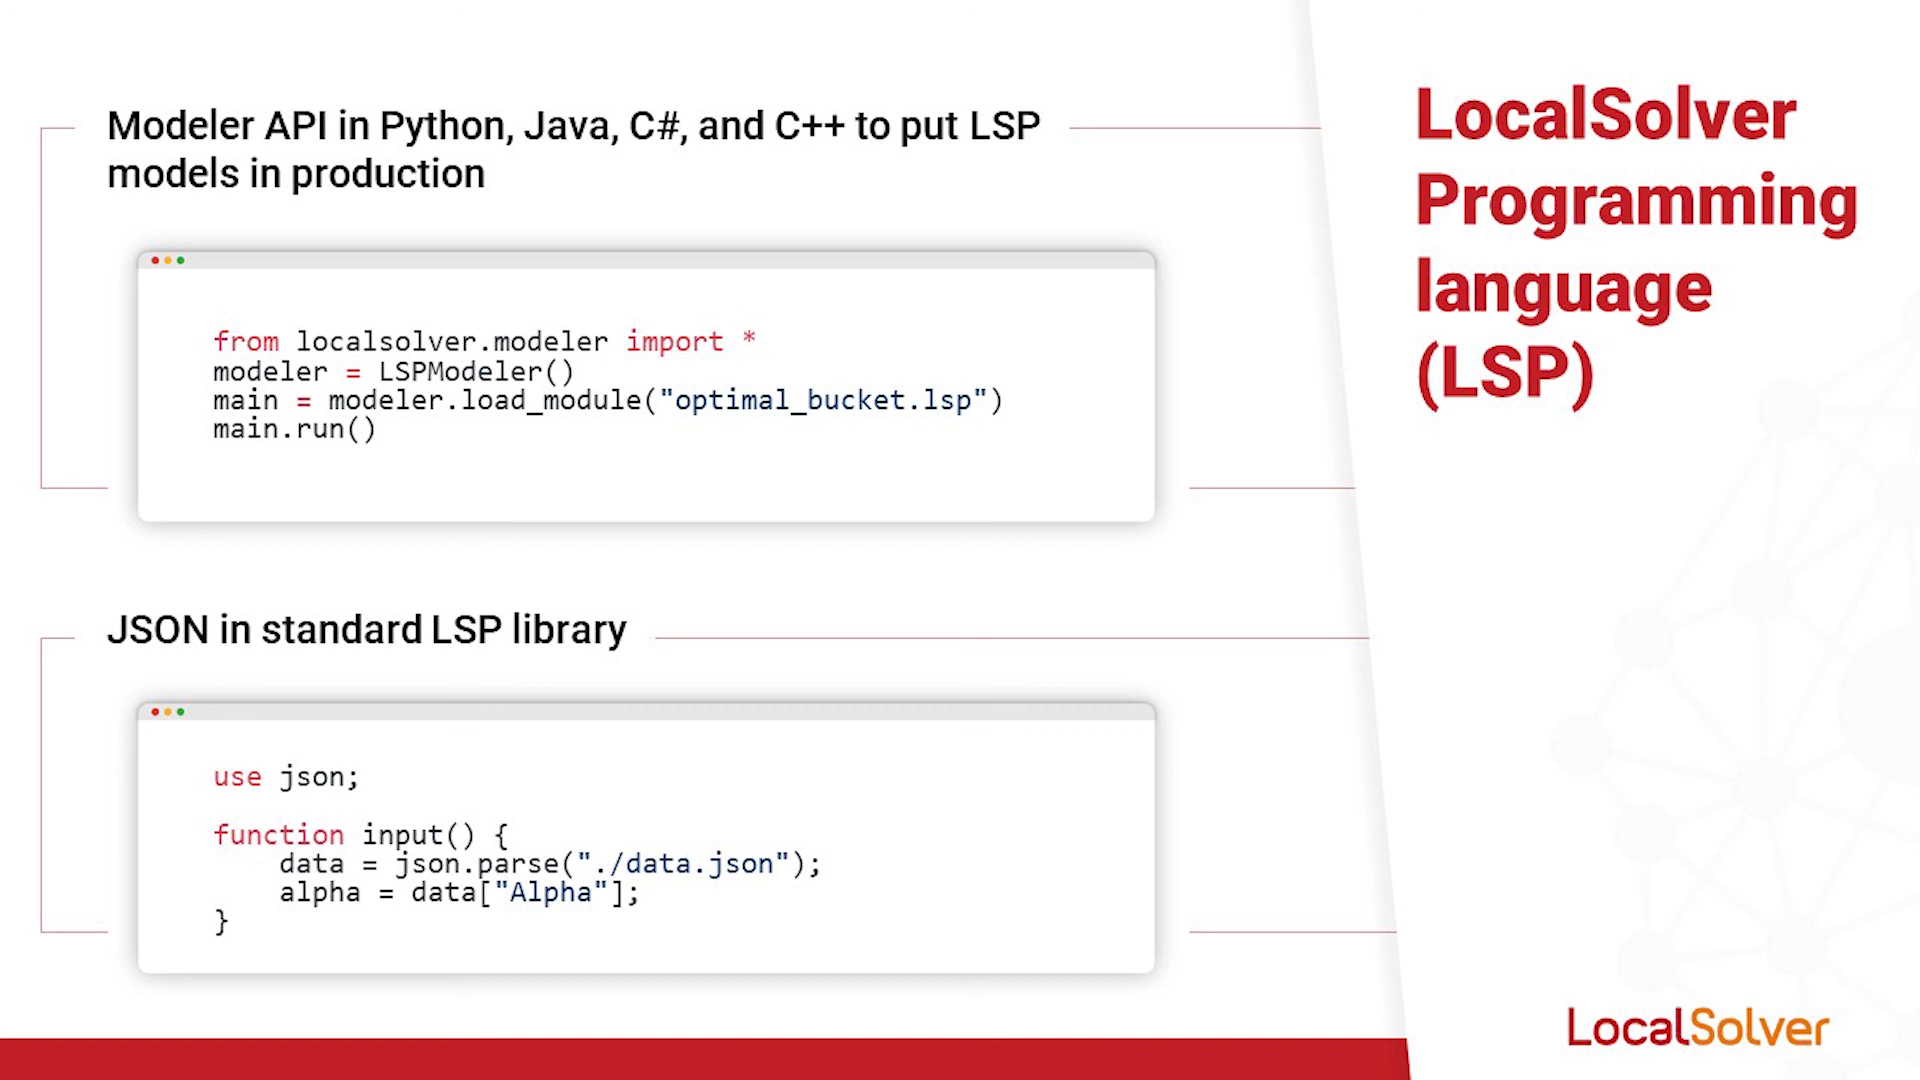 Modeler API in Python, Java, C#, and C++ to put LSP
models in production
from localsolver.modeler import *
modeler = LSPModeler()
main = modeler.load_module("optimal_bucket.lsp")
main.run()
JSON in standard LSP library
use json;
function input() {
    data = json.parse("./data.json");
    alpha = data["Alpha"];
}
LocalSolver
Programming
language
(LSP)
LocalSolver